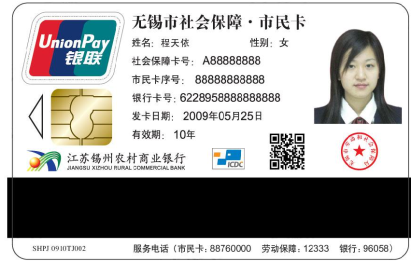 无锡市社会保障·市民卡
UnionPay
银联
姓名: 程天依 性别: 女
社会保障卡号: A88888888
市民卡序号: 88888888888
银行卡号: 6228958888888888
发卡日期: 2009年05月25日
有效期: 10年
江苏锡州农村商业银行
JIANGSU XIZHOU RURAL COMMERCIAL BANK
ICDC
SHPJ 0910TJ002
服务电话 (市民卡: 88760000 劳动保障: 12333 银行: 96058)